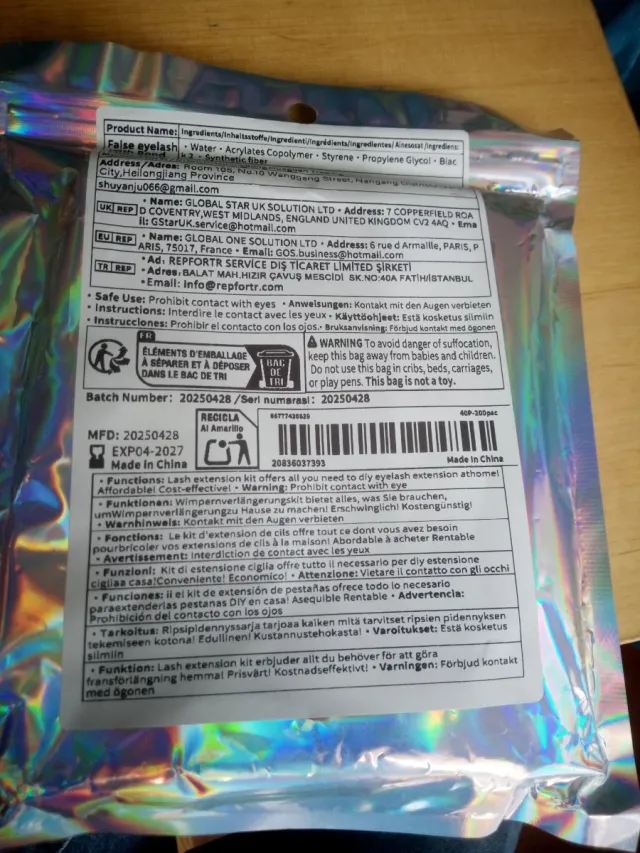 Product Name: Ingredients/Inhaltsstoffe/Ingredienti/Ingrédients/Ingredientes/Ainesosat/Ingrediens:
False eyelash • Water • Acrylates Copolymer • Styrene • Propylene Glycol • Blac
k 2 • Synthetic fiber
Address/Adres: Room 105, No.10 Wanggang Street, Nangang
City,Heilongjiang Province
shuyanju066@gmail.com
UK REP • Name: GLOBAL STAR UK SOLUTION LTD • Address: 7 COPPERFIELD ROA
D COVENTRY,WEST MIDLANDS, ENGLAND UNITED KINGDOM CV2 4AQ • Ema
il: GStarUK.service@hotmail.com
EU REP • Name: GLOBAL ONE SOLUTION LTD • Address: 6 rue d Armaille, PARIS, P
ARIS, 75017, France • Email: GOS.business@hotmail.com
TR REP • Ad: REPFORTR SERVICE DIŞ TİCARET LİMİTED ŞİRKETİ
• Adres: BALAT MAH.HIZIR ÇAVUŞ MESCİDİ SK.NO:40A FATİH/İSTANBUL
• Email: info@repfortr.com
• Safe Use: Prohibit contact with eyes • Anweisungen: Kontakt mit den Augen verbieten
• Instructions: Interdire le contact avec les yeux • Käyttöohjeet: Estä kosketus silmiin
• Instrucciones: Prohibir el contacto con los ojos • Bruksanvisning: Förbjud kontakt med ögonen
FR
ÉLÉMENTS D'EMBALLAGE
À SÉPARER ET À DÉPOSER
DANS LE BAC DE TRI
BAC
DE
TRI
WARNING To avoid danger of suffocation,
keep this bag away from babies and children.
Do not use this bag in cribs, beds, carriages,
or play pens. This bag is not a toy.
Batch Number: 20250428 /Seri numarası: 20250428
MFD: 20250428
EXP04-2027
Made in China
RECICLA
Al Amarillo
85777435629
40P-200pac
20836037393
Made in China
• Functions: Lash extension kit offers all you need to diy eyelash extension athome!
Affordable! Cost-effective! • Warning: Prohibit contact with eye
• Funktionen: Wimpernverlängerungskit bietet alles, was Sie brauchen,
umWimpernverlängerungzu Hause zu machen! Erschwinglich! Kostengünstig!
• Warnhinweis: Kontakt mit den Augen verbieten
• Fonctions: Le kit d'extension de cils offre tout ce dont vous avez besoin
pourbricoler vos extensions de cils à la maison! Abordable à acheter Rentable
• Avertissement: Interdiction de contact avec les yeux
• Funzioni: Kit di estensione ciglia offre tutto il necessario per diy estensione
cigliaa casa!Conveniente! Economico! • Attenzione: Vietare il contatto con gli occhi
• Funciones: ii el kit de extensión de pestañas ofrece todo lo necesario
paraextenderlas pestanas DIY en casa! Asequible Rentable • Advertencia:
Prohibición del contacto con los ojos
• Tarkoitus: Ripsipidennyssarja tarjoaa kaiken mitä tarvitset ripsien pidennyksen
tekemiseen kotona! Edullinen! Kustannustehokasta! • Varoitukset: Estä kosketus
silmiin
• Funktion: Lash extension kit erbjuder allt du behöver för att göra
fransförlängning hemma! Prisvärt! Kostnadseffektivt! • Varningen: Förbjud kontakt
med ögonen